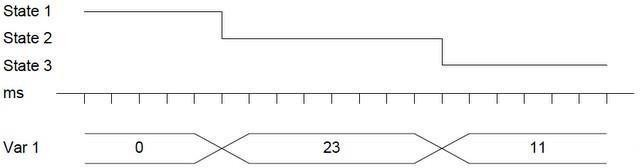 State 1
State 2
State 3
ms
Var 1 0 23 11